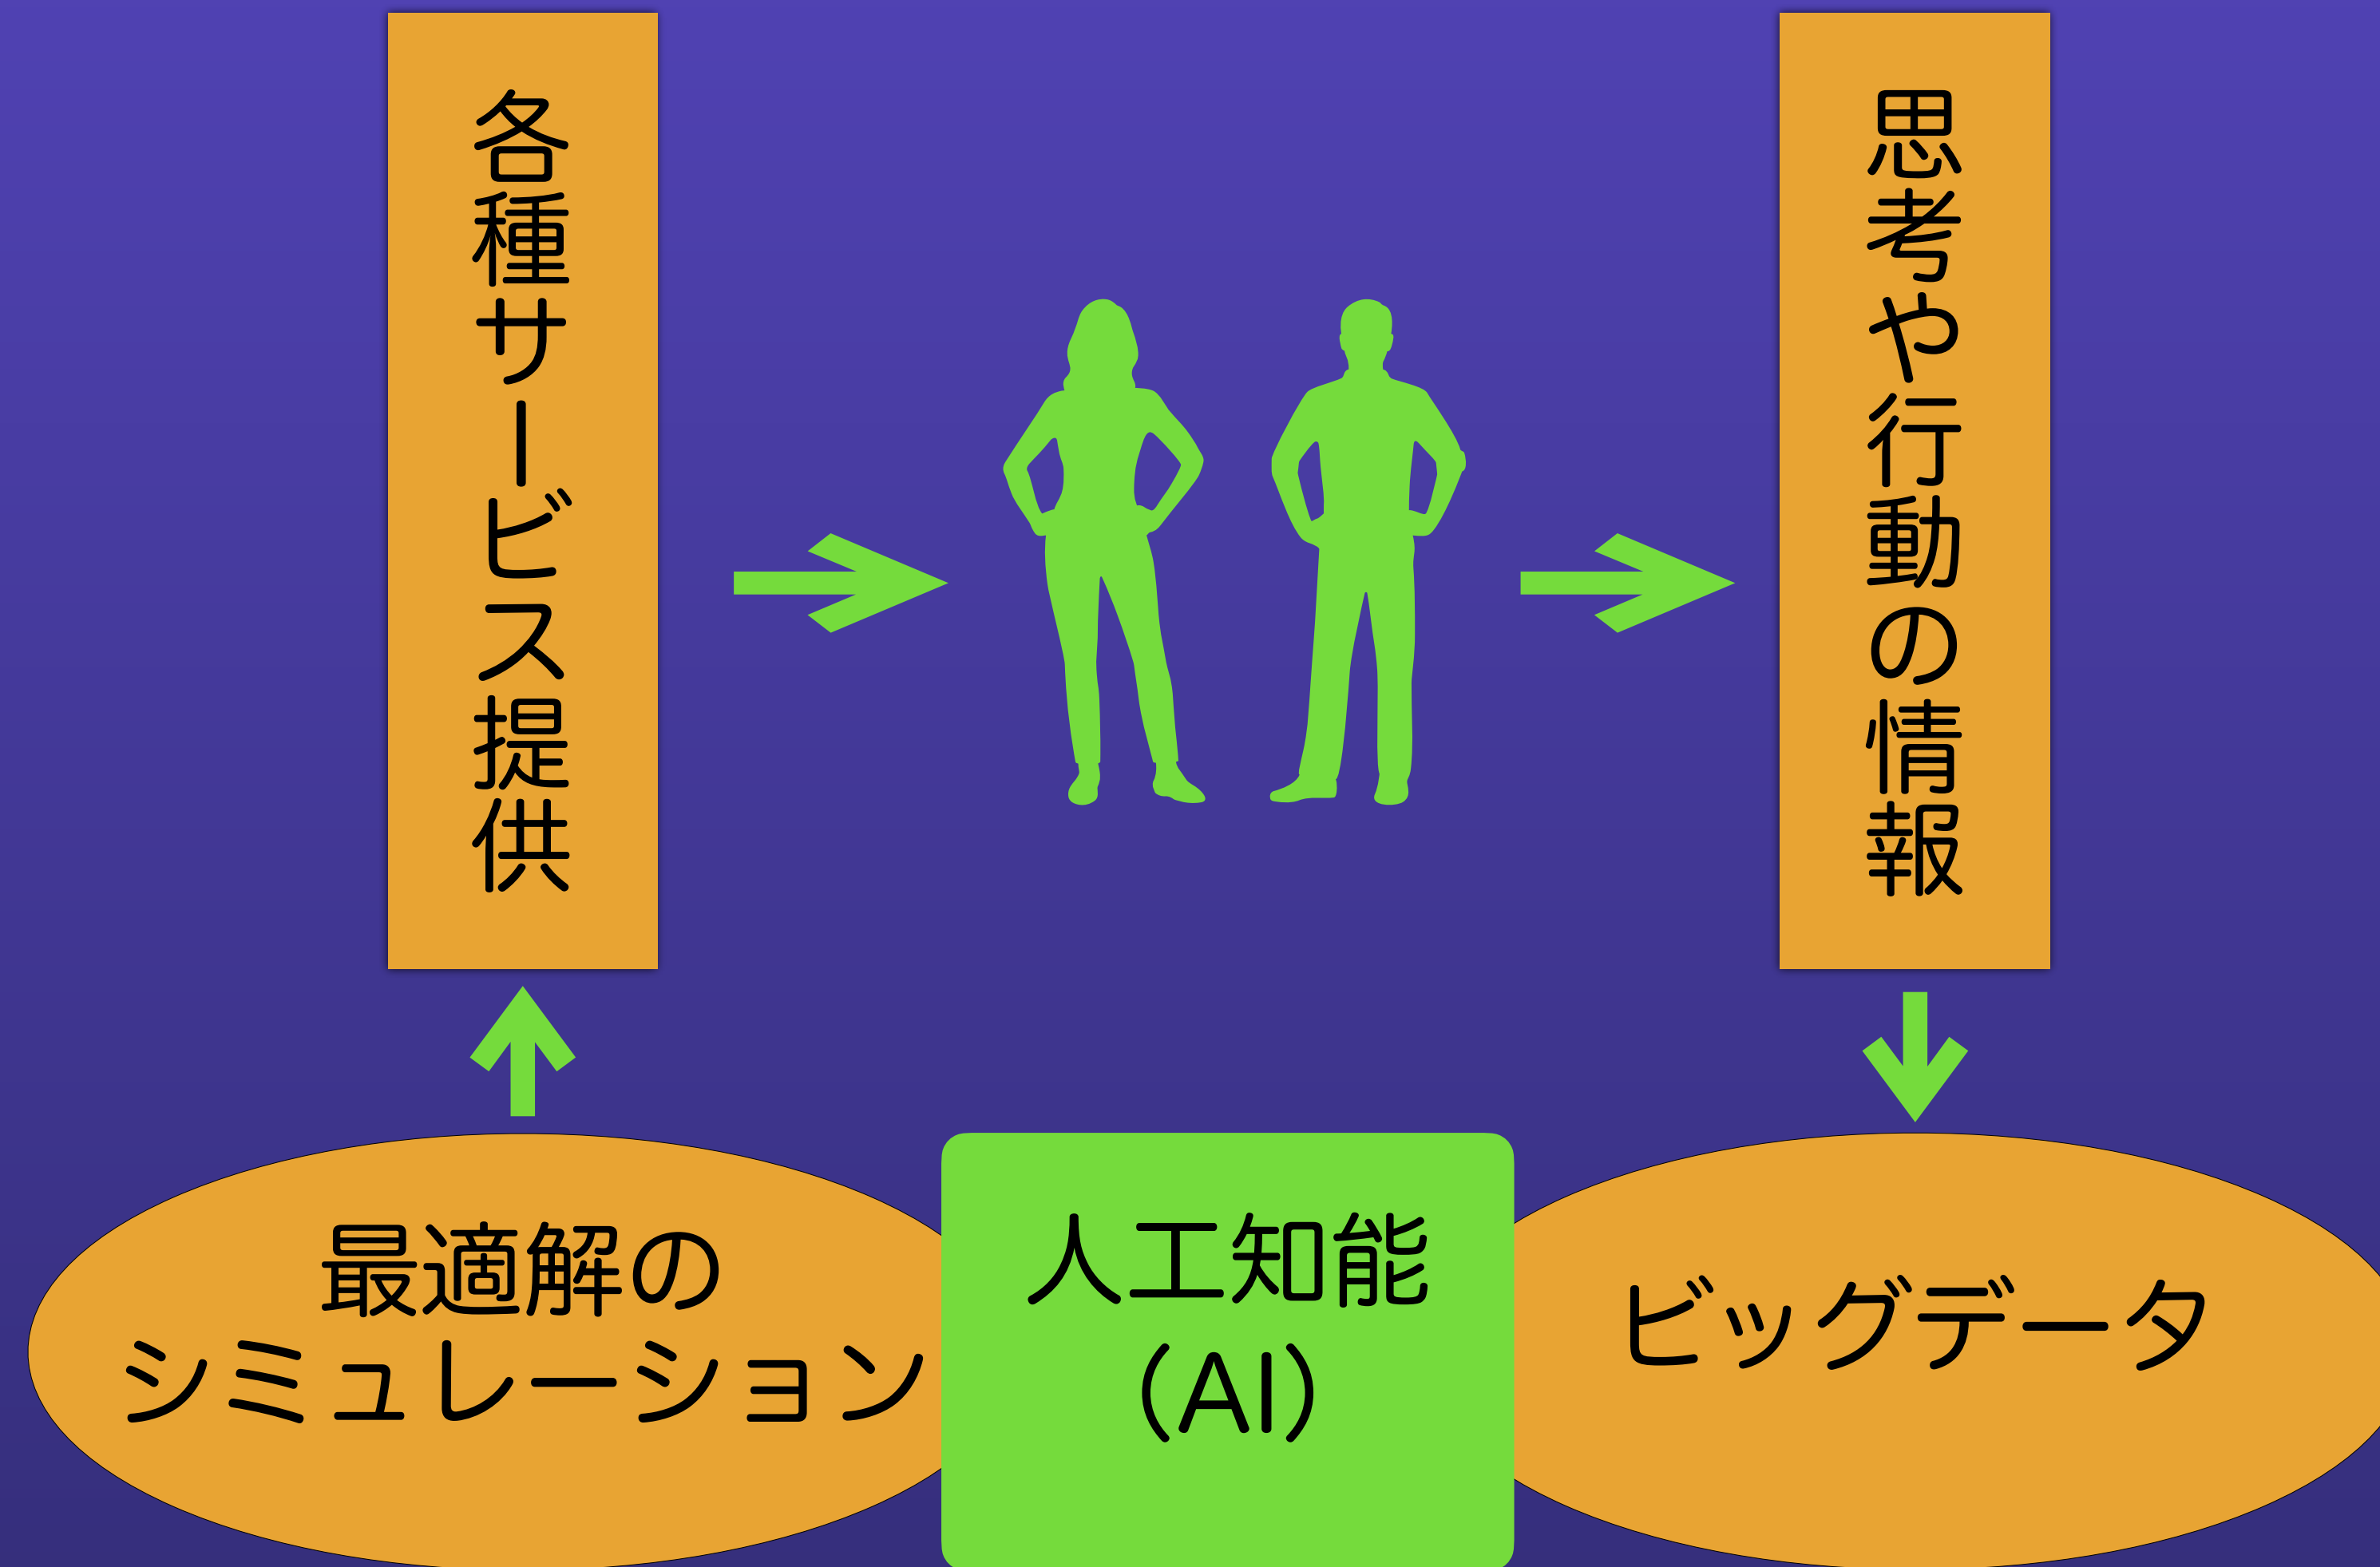 各種サービス提供
思考や行動の情報
最適解の
シミュレーション
人工知能
(AI)
ビッグデータ